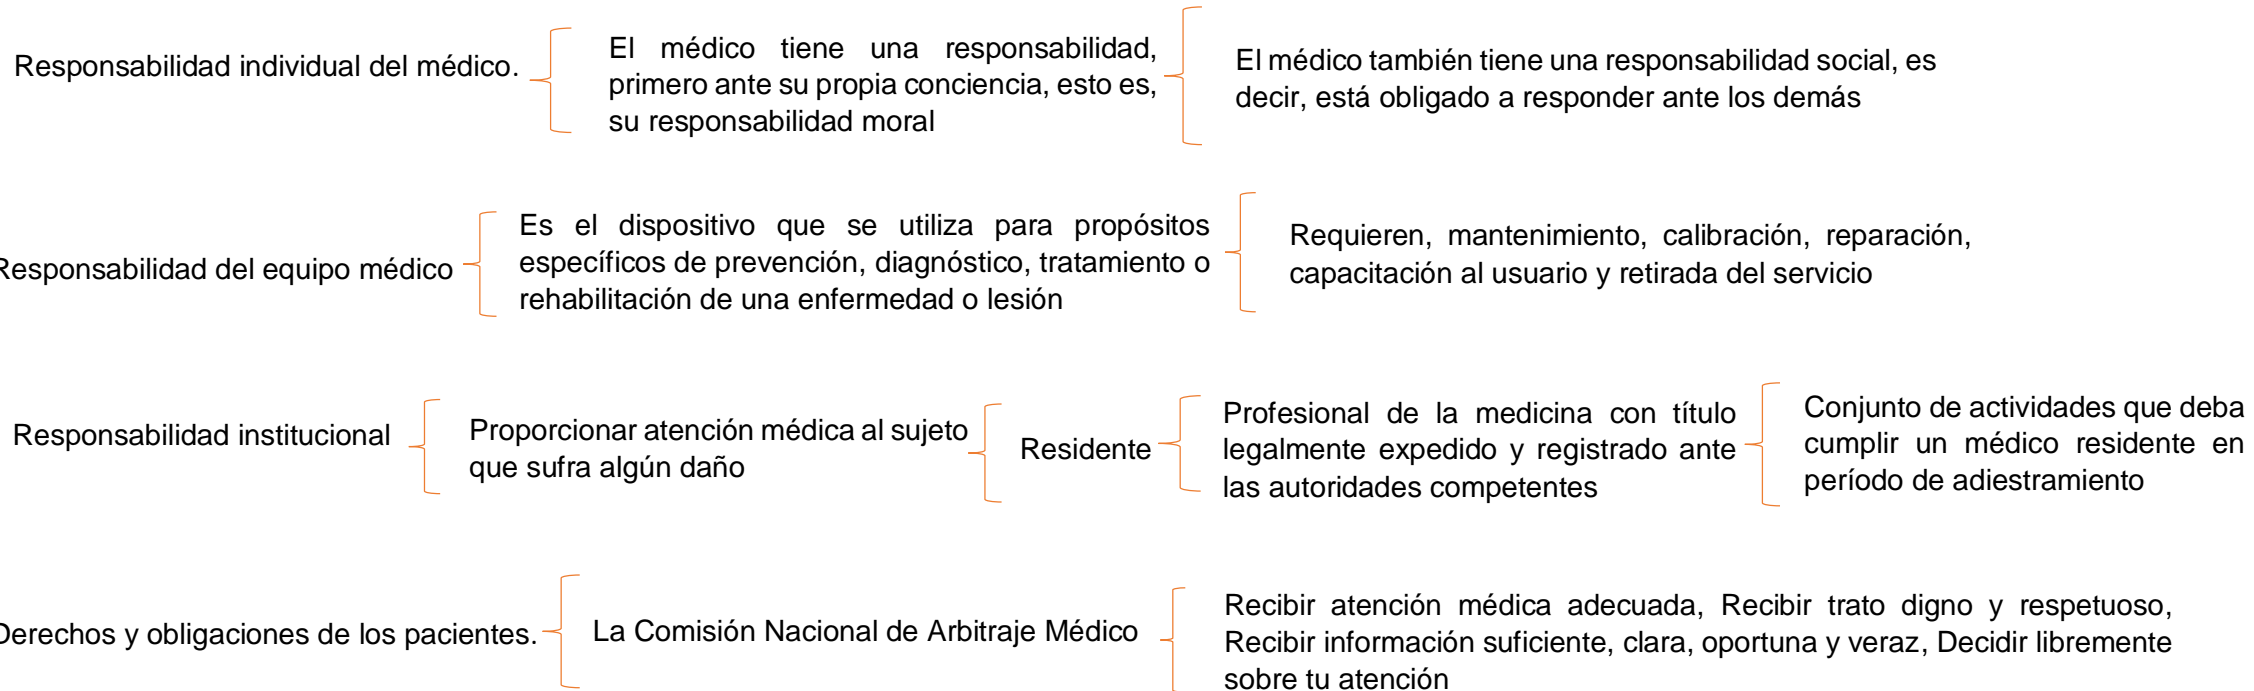 Responsabilidad individual del médico.
El médico tiene una responsabilidad,
primero ante su propia conciencia, esto es,
su responsabilidad moral
El médico también tiene una responsabilidad social, es
decir, está obligado a responder ante los demás
Responsabilidad del equipo médico
Es el dispositivo que se utiliza para propósitos
específicos de prevención, diagnóstico, tratamiento o
rehabilitación de una enfermedad o lesión
Requieren, mantenimiento, calibración, reparación,
capacitación al usuario y retirada del servicio
Responsabilidad institucional
Proporcionar atención médica al sujeto
que sufra algún daño
Residente
Profesional de la medicina con título
legalmente expedido y registrado ante
las autoridades competentes
Conjunto de actividades que deba
cumplir un médico residente en
período de adiestramiento
Derechos y obligaciones de los pacientes.
La Comisión Nacional de Arbitraje Médico
Recibir atención médica adecuada, Recibir trato digno y respetuoso,
Recibir información suficiente, clara, oportuna y veraz, Decidir libremente
sobre tu atención